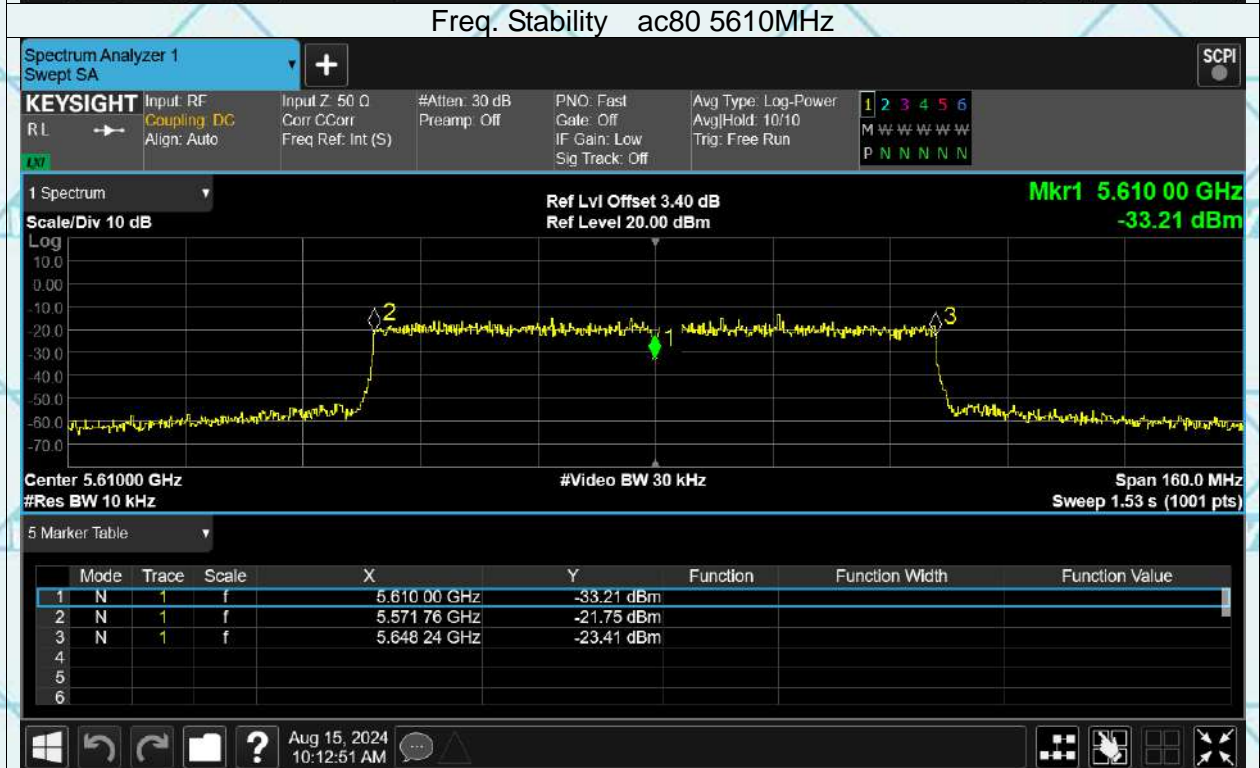 Freq. Stability ac80 5610MHz
Spectrum Analyzer 1
Swept SA
+
SCPI
KEYSIGHT Input: RF Input Z: 50 Ω #Atten: 30 dB PNO: Fast Avg Type: Log-Power 1 2 3 4 5 6
RL Coupling: DC Corr CCorr Preamp: Off Gate: Off Avg|Hold: 10/10 M W W W W W
Align: Auto Freq Ref: Int (S) IF Gain: Low Trig: Free Run P N N N N N
LXI Sig Track: Off
1 Spectrum Ref Lvl Offset 3.40 dB Mkr1 5.610 00 GHz
Scale/Div 10 dB Ref Level 20.00 dBm -33.21 dBm
Log
10.0
0.00
-10.0
2 3
-20.0
1
-30.0
-40.0
-50.0
-60.0
-70.0
Center 5.61000 GHz #Video BW 30 kHz Span 160.0 MHz
#Res BW 10 kHz Sweep 1.53 s (1001 pts)
5 Marker Table
Mode Trace Scale X Y Function Function Width Function Value
1 N 1 f 5.610 00 GHz -33.21 dBm
2 N 1 f 5.571 76 GHz -21.75 dBm
3 N 1 f 5.648 24 GHz -23.41 dBm
4
5
6
? Aug 15, 2024
10:12:51 AM